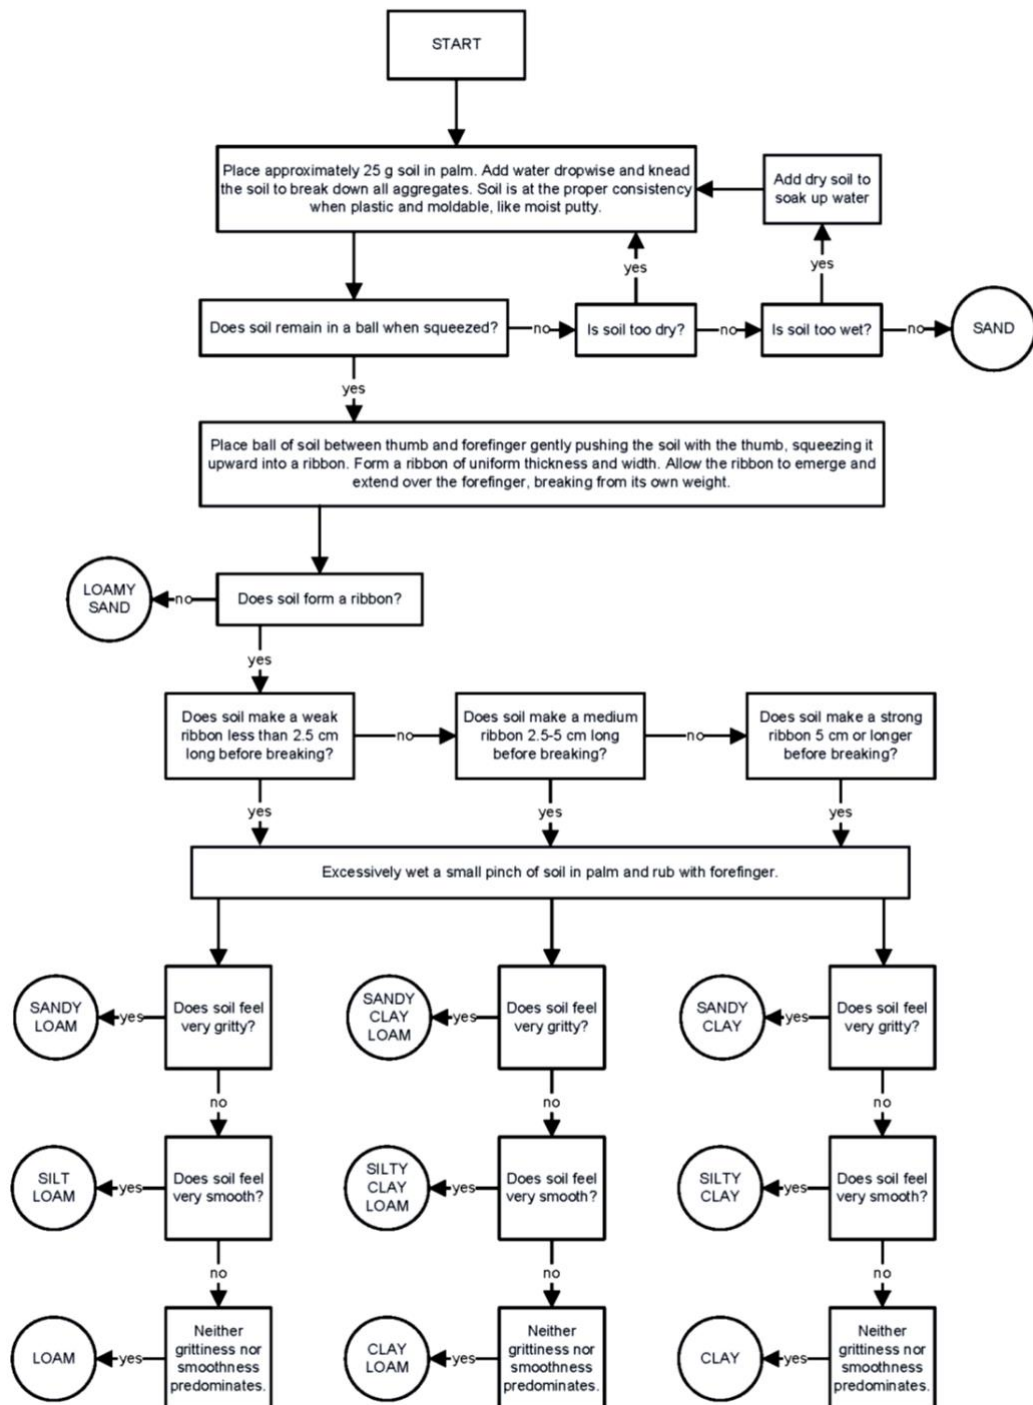 START
Place approximately 25 g soil in palm. Add water dropwise and knead
the soil to break down all aggregates. Soil is at the proper consistency
when plastic and moldable, like moist putty.
Add dry soil to
soak up water
yes
yes
Does soil remain in a ball when squeezed?
no
Is soil too dry?
no
Is soil too wet?
no
SAND
yes
Place ball of soil between thumb and forefinger gently pushing the soil with the thumb, squeezing it
upward into a ribbon. Form a ribbon of uniform thickness and width. Allow the ribbon to emerge and
extend over the forefinger, breaking from its own weight.
LOAMY
SAND
no
Does soil form a ribbon?
yes
Does soil make a weak
ribbon less than 2.5 cm
long before breaking?
no
Does soil make a medium
ribbon 2.5-5 cm long
before breaking?
no
Does soil make a strong
ribbon 5 cm or longer
before breaking?
yes
yes
yes
Excessively wet a small pinch of soil in palm and rub with forefinger.
SANDY
LOAM
yes
Does soil feel
very gritty?
SANDY
CLAY
LOAM
yes
Does soil feel
very gritty?
SANDY
CLAY
yes
Does soil feel
very gritty?
no
no
no
SILT
LOAM
yes
Does soil feel
very smooth?
SILTY
CLAY
LOAM
yes
Does soil feel
very smooth?
SILTY
CLAY
yes
Does soil feel
very smooth?
no
no
no
LOAM
yes
Neither
grittiness nor
smoothness
predominates.
CLAY
LOAM
yes
Neither
grittiness nor
smoothness
predominates.
CLAY
yes
Neither
grittiness nor
smoothness
predominates.